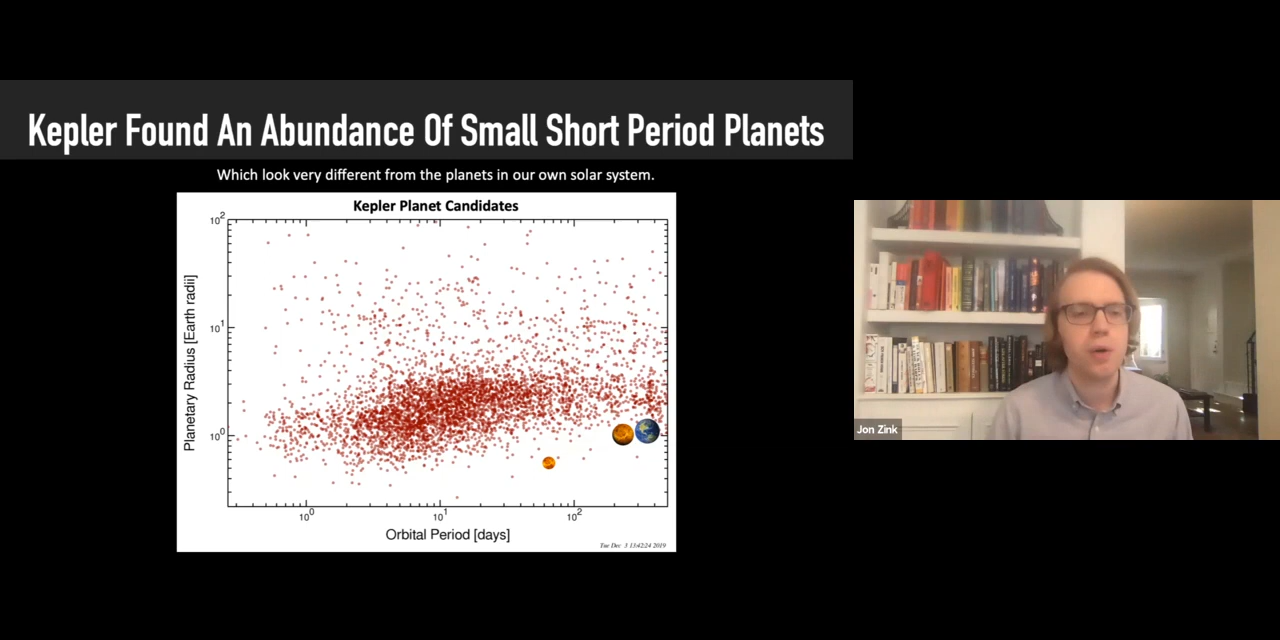 Kepler Found An Abundance Of Small Short Period Planets
Which look very different from the planets in our own solar system.
Kepler Planet Candidates
Planetary Radius [Earth radii]
10^2
10^1
10^0
10^0 10^1 10^2
Orbital Period [days]
Tue Dec 3 13:42:24 2019
Jon Zink